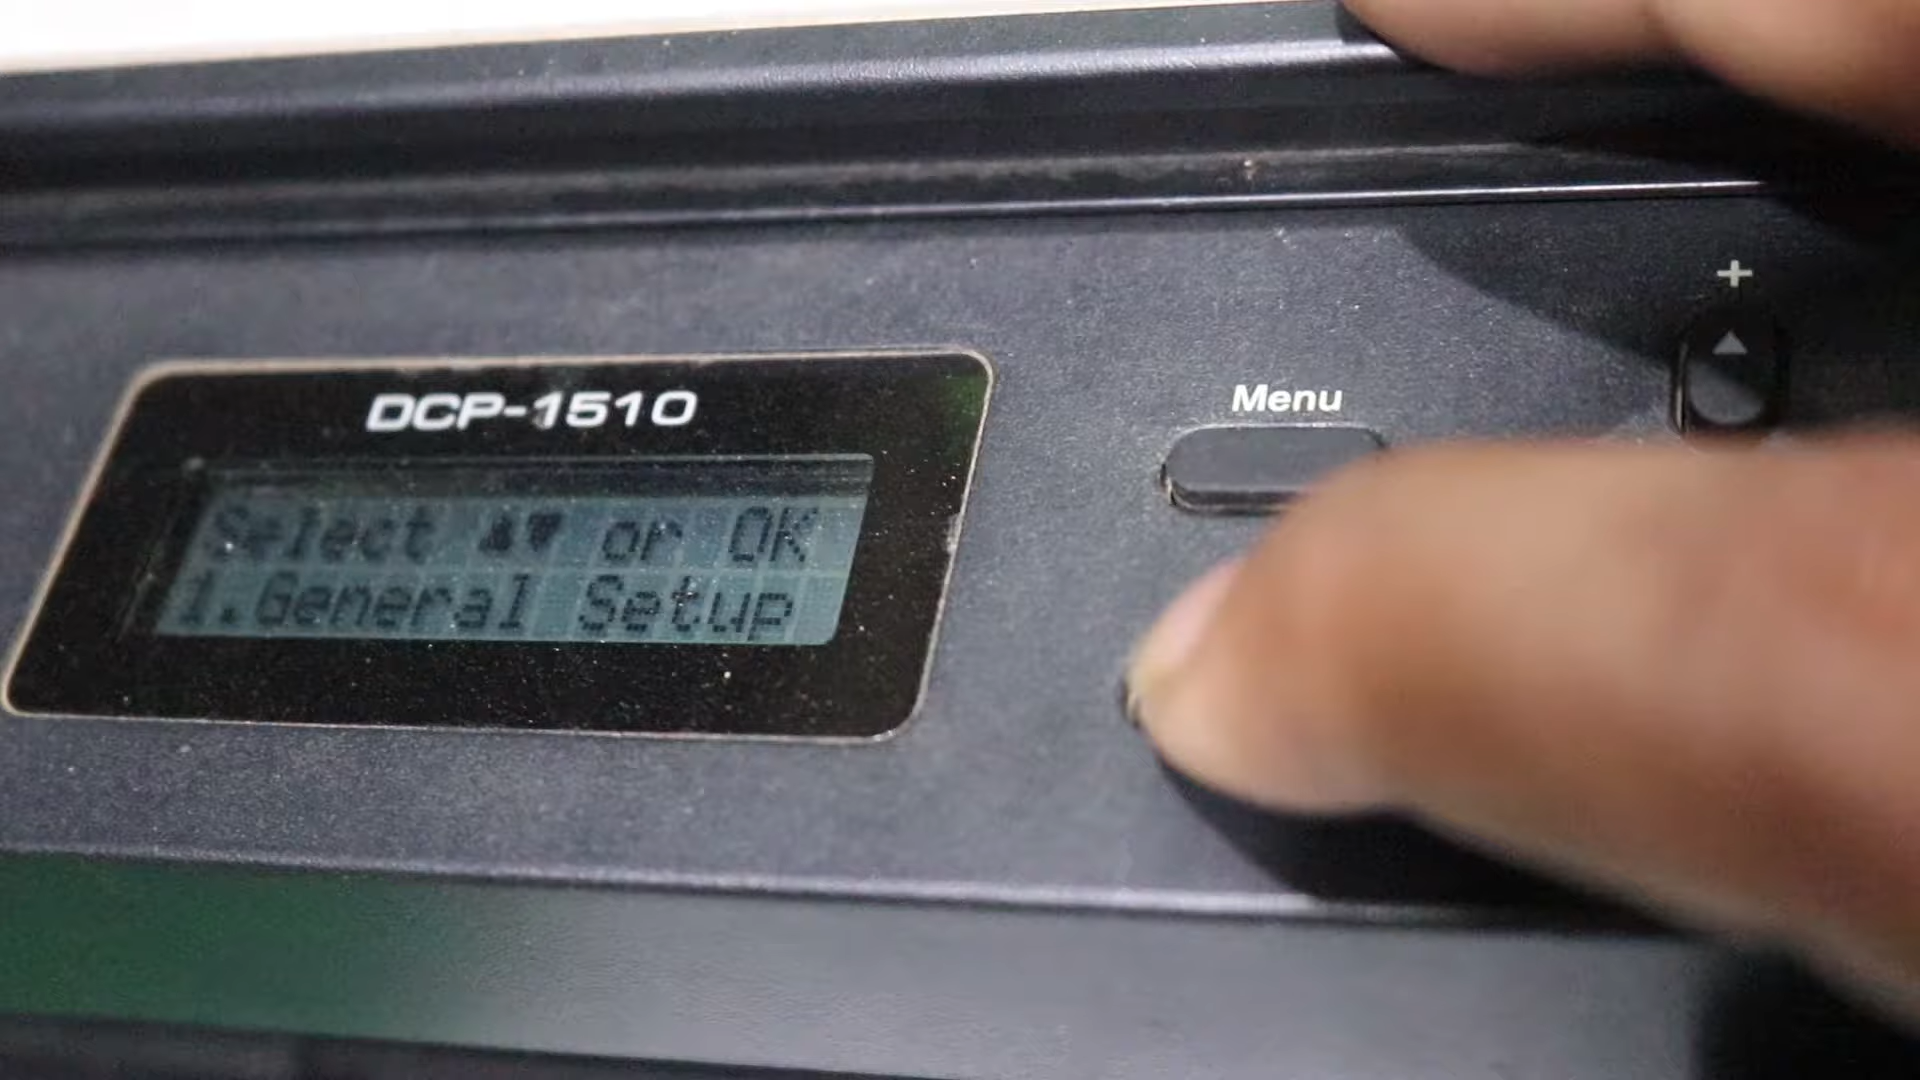 DCP-1510
Select ▲▼ or OK
1.General Setup
Menu
+